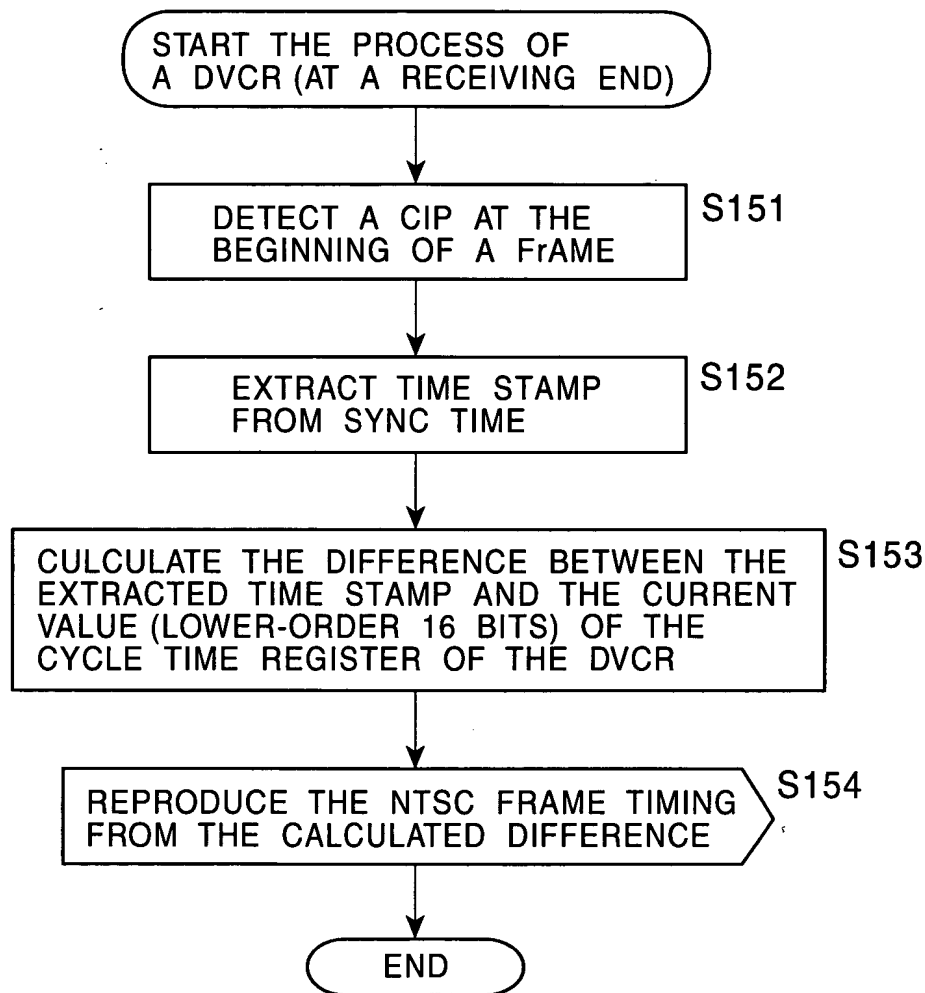 START THE PROCESS OF
A DVCR (AT A RECEIVING END)
S151
DETECT A CIP AT THE
BEGINNING OF A FrAME
S152
EXTRACT TIME STAMP
FROM SYNC TIME
S153
CULCULATE THE DIFFERENCE BETWEEN THE
EXTRACTED TIME STAMP AND THE CURRENT
VALUE (LOWER-ORDER 16 BITS) OF THE
CYCLE TIME REGISTER OF THE DVCR
S154
REPRODUCE THE NTSC FRAME TIMING
FROM THE CALCULATED DIFFERENCE
END